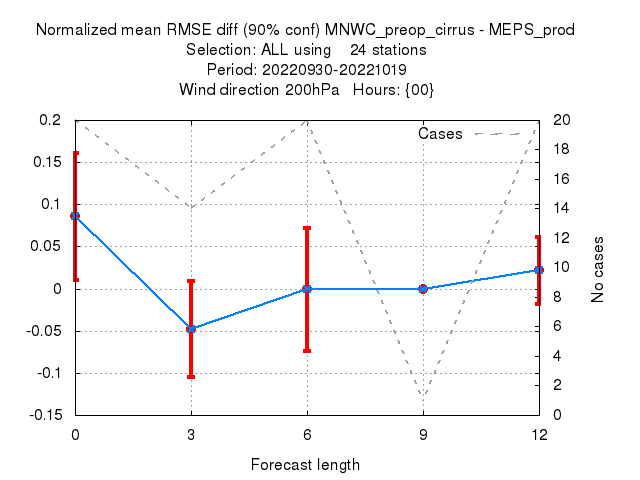 Normalized mean RMSE diff (90% conf) MNWC_preop_cirrus - MEPS_prod
Selection: ALL using    24 stations
Period: 20220930-20221019
Wind direction 200hPa   Hours: {00}
Cases
0.2
0.15
0.1
0.05
0
-0.05
-0.1
-0.15
20
18
16
14
12
10
8
6
4
2
0
No cases
0 3 6 9 12
Forecast length